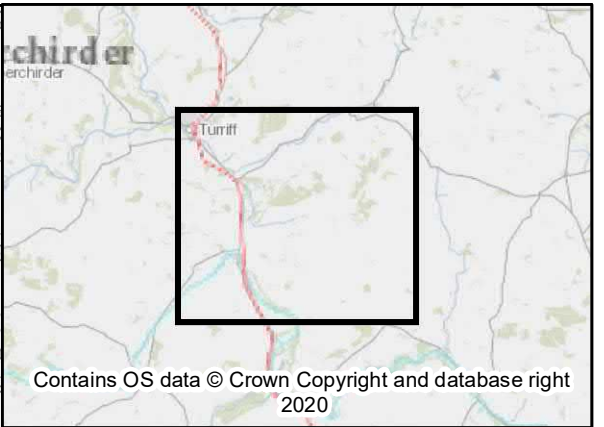 rchirder
erchirder
Turriff
Contains OS data © Crown Copyright and database right
2020